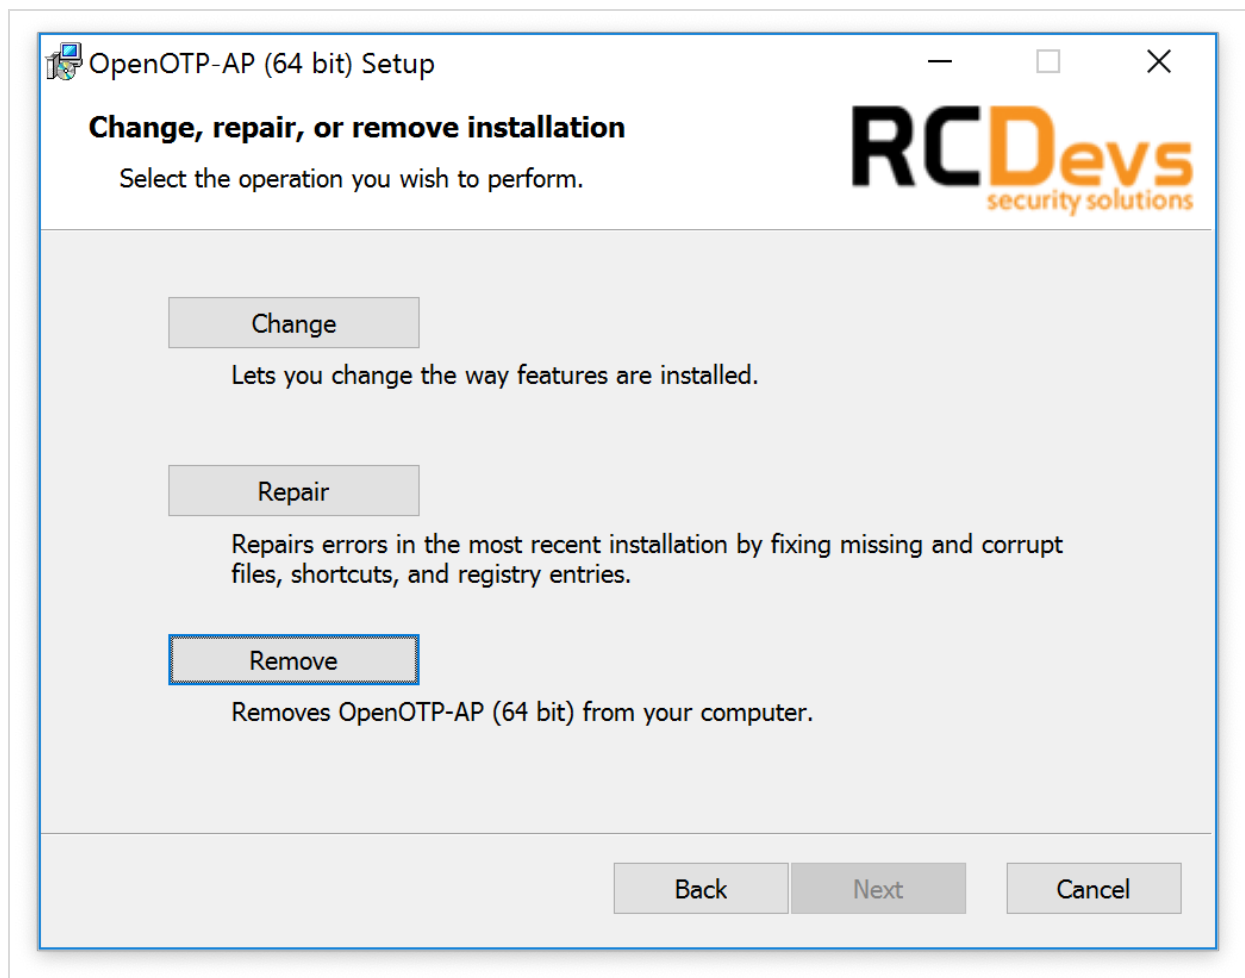 OpenOTP-AP (64 bit) Setup
Change, repair, or remove installation
Select the operation you wish to perform.
RCDevs
security solutions
Change
Lets you change the way features are installed.
Repair
Repairs errors in the most recent installation by fixing missing and corrupt
files, shortcuts, and registry entries.
Remove
Removes OpenOTP-AP (64 bit) from your computer.
Back
Next
Cancel